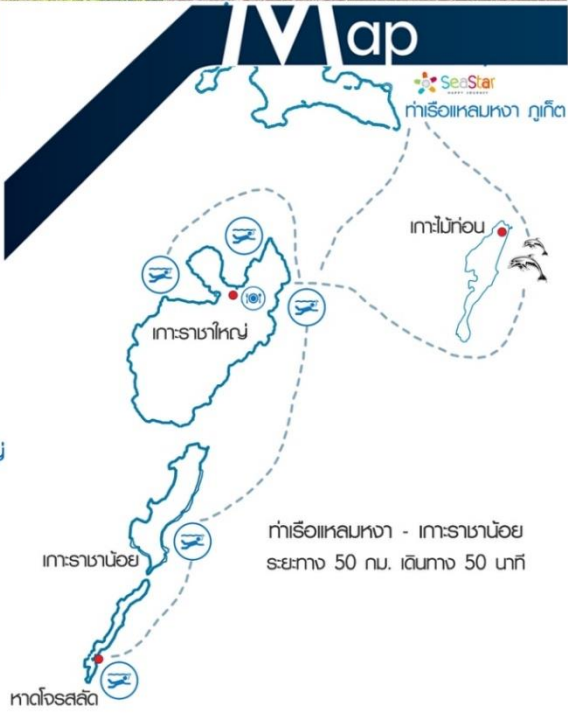 Map
SeaStar
HAPPY JOURNEY
ท่าเรือแหลมหงา ภูเก็ต
เกาะไม้ท่อน
เกาะราชาใหญ่
ท่าเรือแหลมหงา - เกาะราชาน้อย
ระยะทาง 50 กม. เดินทาง 50 นาที
เกาะราชาน้อย
หาดโจรสลัด